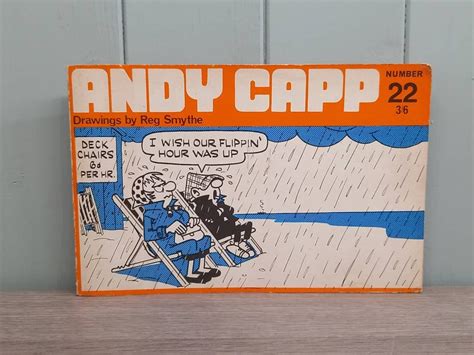 ANDY CAPP
NUMBER
22
3/6
Drawings by Reg Smythe
DECK
CHAIRS
6d
PER HR.
I WISH OUR FLIPPIN'
HOUR WAS UP